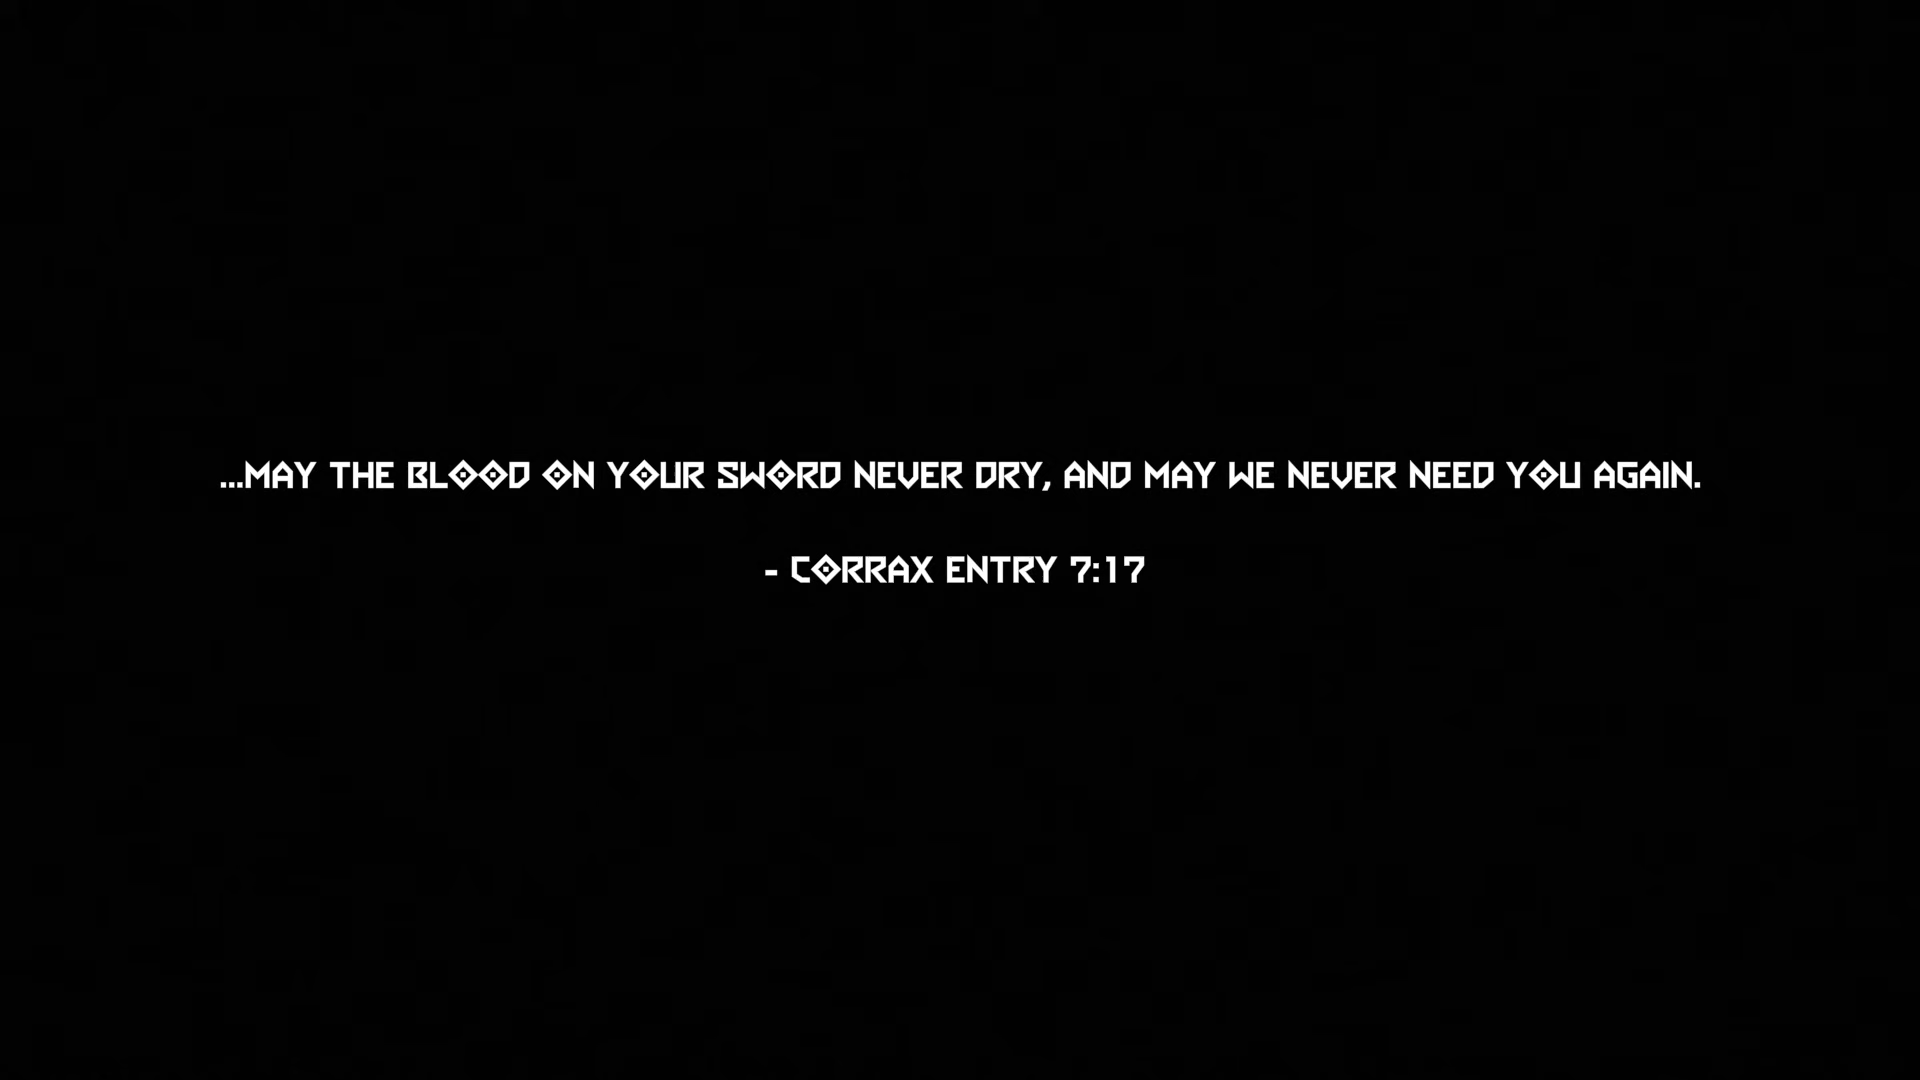 ...MAY THE BLOOD ON YOUR SWORD NEVER DRY, AND MAY WE NEVER NEED YOU AGAIN.
- CORRAX ENTRY 7:17